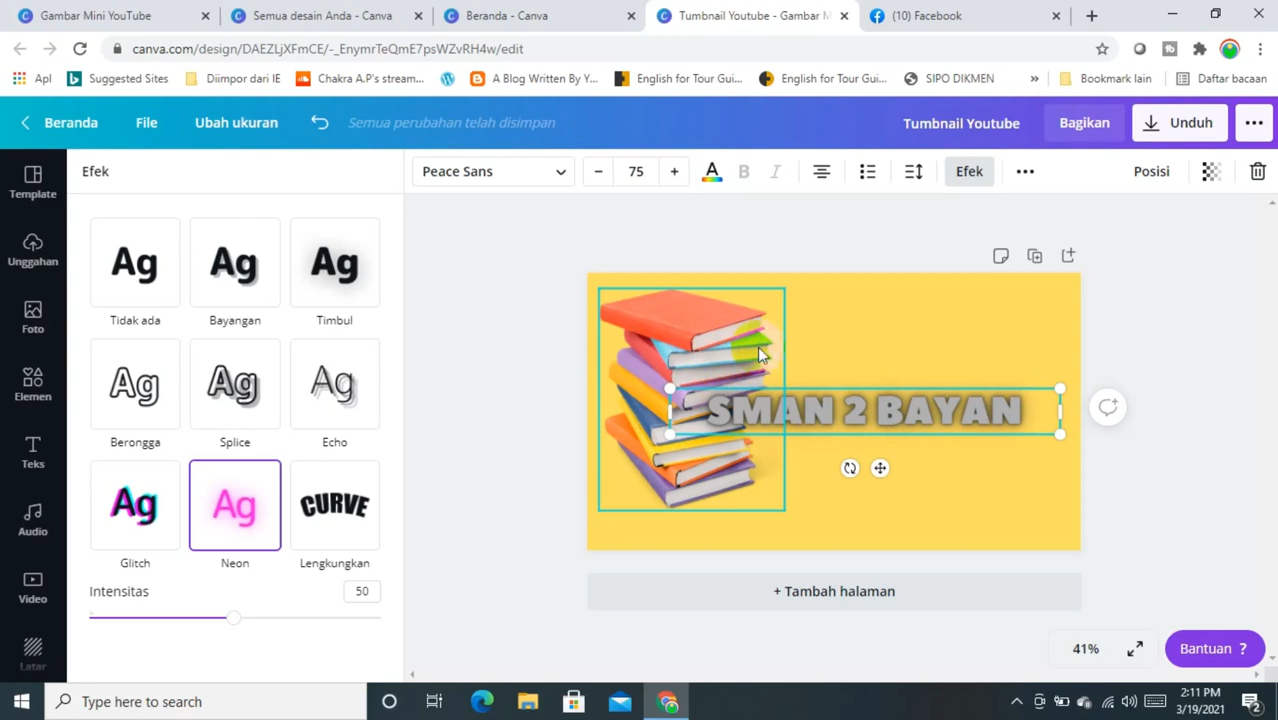 Gambar Mini YouTube
Semua desain Anda - Canva
Beranda - Canva
Tumbnail Youtube - Gambar M
(10) Facebook
canva.com/design/DAEZLjXFmCE/-_EnymrTeQmE7psWZvRH4w/edit
Apl
Suggested Sites
Diimpor dari IE
Chakra A.P's stream...
A Blog Written By Y...
English for Tour Gui...
English for Tour Gui...
SIPO DIKMEN
»
Bookmark lain
Daftar bacaan
Beranda
File
Ubah ukuran
Semua perubahan telah disimpan
Tumbnail Youtube
Bagikan
Unduh
Template
Unggahan
Foto
Elemen
Teks
Audio
Video
Latar
Efek
Peace Sans
– 75 +
A
B
I
Efek
Posisi
Ag
Ag
Ag
Tidak ada
Bayangan
Timbul
Ag
Ag
Ag
Berongga
Splice
Echo
Ag
Ag
CURVE
Glitch
Neon
Lengkungkan
Intensitas
50
SMAN 2 BAYAN
+ Tambah halaman
41%
Bantuan ?
Type here to search
2:11 PM
3/19/2021
2